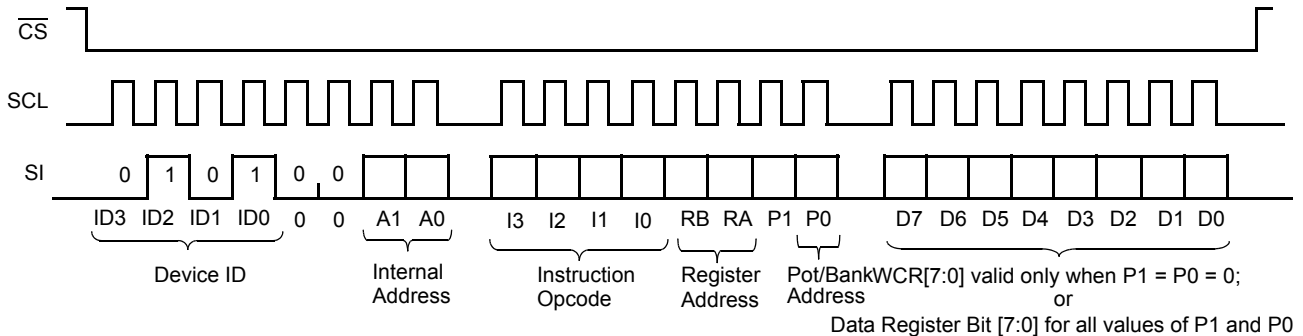 CS
SCL
SI
0 1 0 1 0 0
ID3 ID2 ID1 ID0 0 0 A1 A0 I3 I2 I1 I0 RB RA P1 P0 D7 D6 D5 D4 D3 D2 D1 D0
Device ID
Internal
Address
Instruction
Opcode
Register
Address
Pot/Bank
Address
WCR[7:0] valid only when P1 = P0 = 0;
or
Data Register Bit [7:0] for all values of P1 and P0